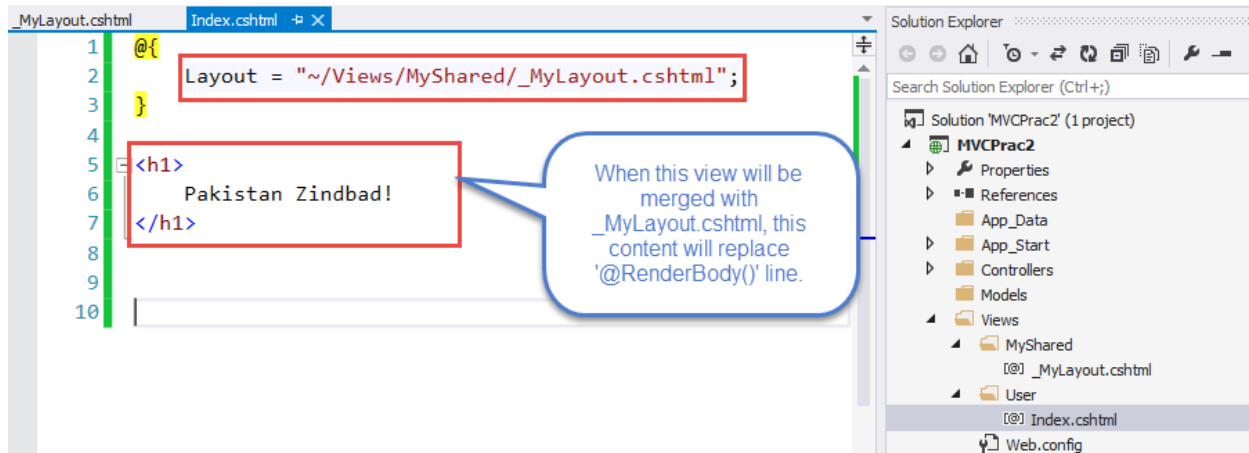 _MyLayout.cshtml
Index.cshtml
1 @{
2 Layout = "~/Views/MyShared/_MyLayout.cshtml";
3 }
4
5 <h1>
6 Pakistan Zindbad!
7 </h1>
8
9
10
When this view will be
merged with
_MyLayout.cshtml, this
content will replace
'@RenderBody()' line.
Solution Explorer
Search Solution Explorer (Ctrl+;)
Solution 'MVCPrac2' (1 project)
MVCPrac2
Properties
References
App_Data
App_Start
Controllers
Models
Views
MyShared
[@] _MyLayout.cshtml
User
[@] Index.cshtml
Web.config